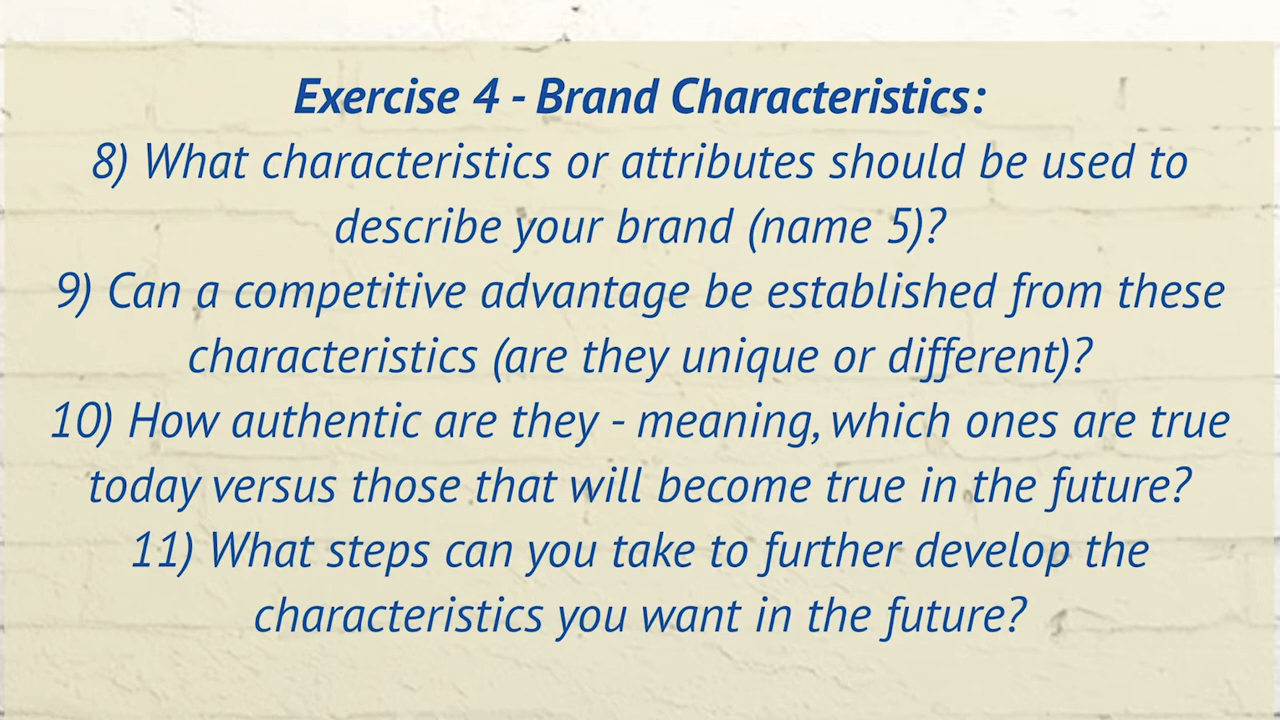 Exercise 4 - Brand Characteristics:
8) What characteristics or attributes should be used to
describe your brand (name 5)?
9) Can a competitive advantage be established from these
characteristics (are they unique or different)?
10) How authentic are they - meaning, which ones are true
today versus those that will become true in the future?
11) What steps can you take to further develop the
characteristics you want in the future?